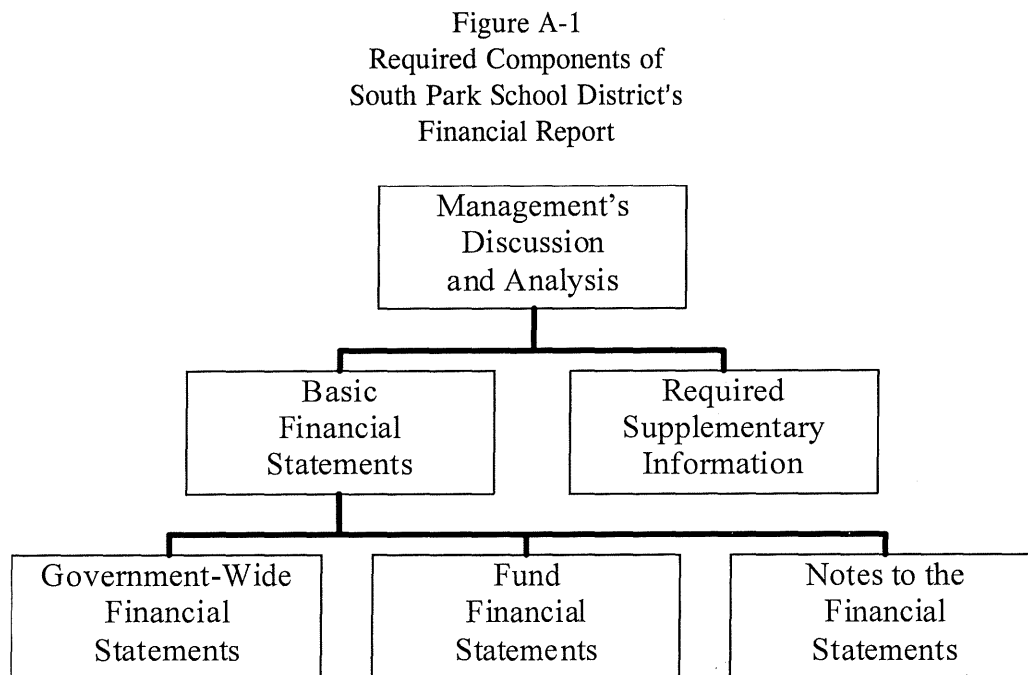 Figure A-1
Required Components of
South Park School District's
Financial Report
Management's
Discussion
and Analysis
Basic
Financial
Statements
Required
Supplementary
Information
Government-Wide
Financial
Statements
Fund
Financial
Statements
Notes to the
Financial
Statements